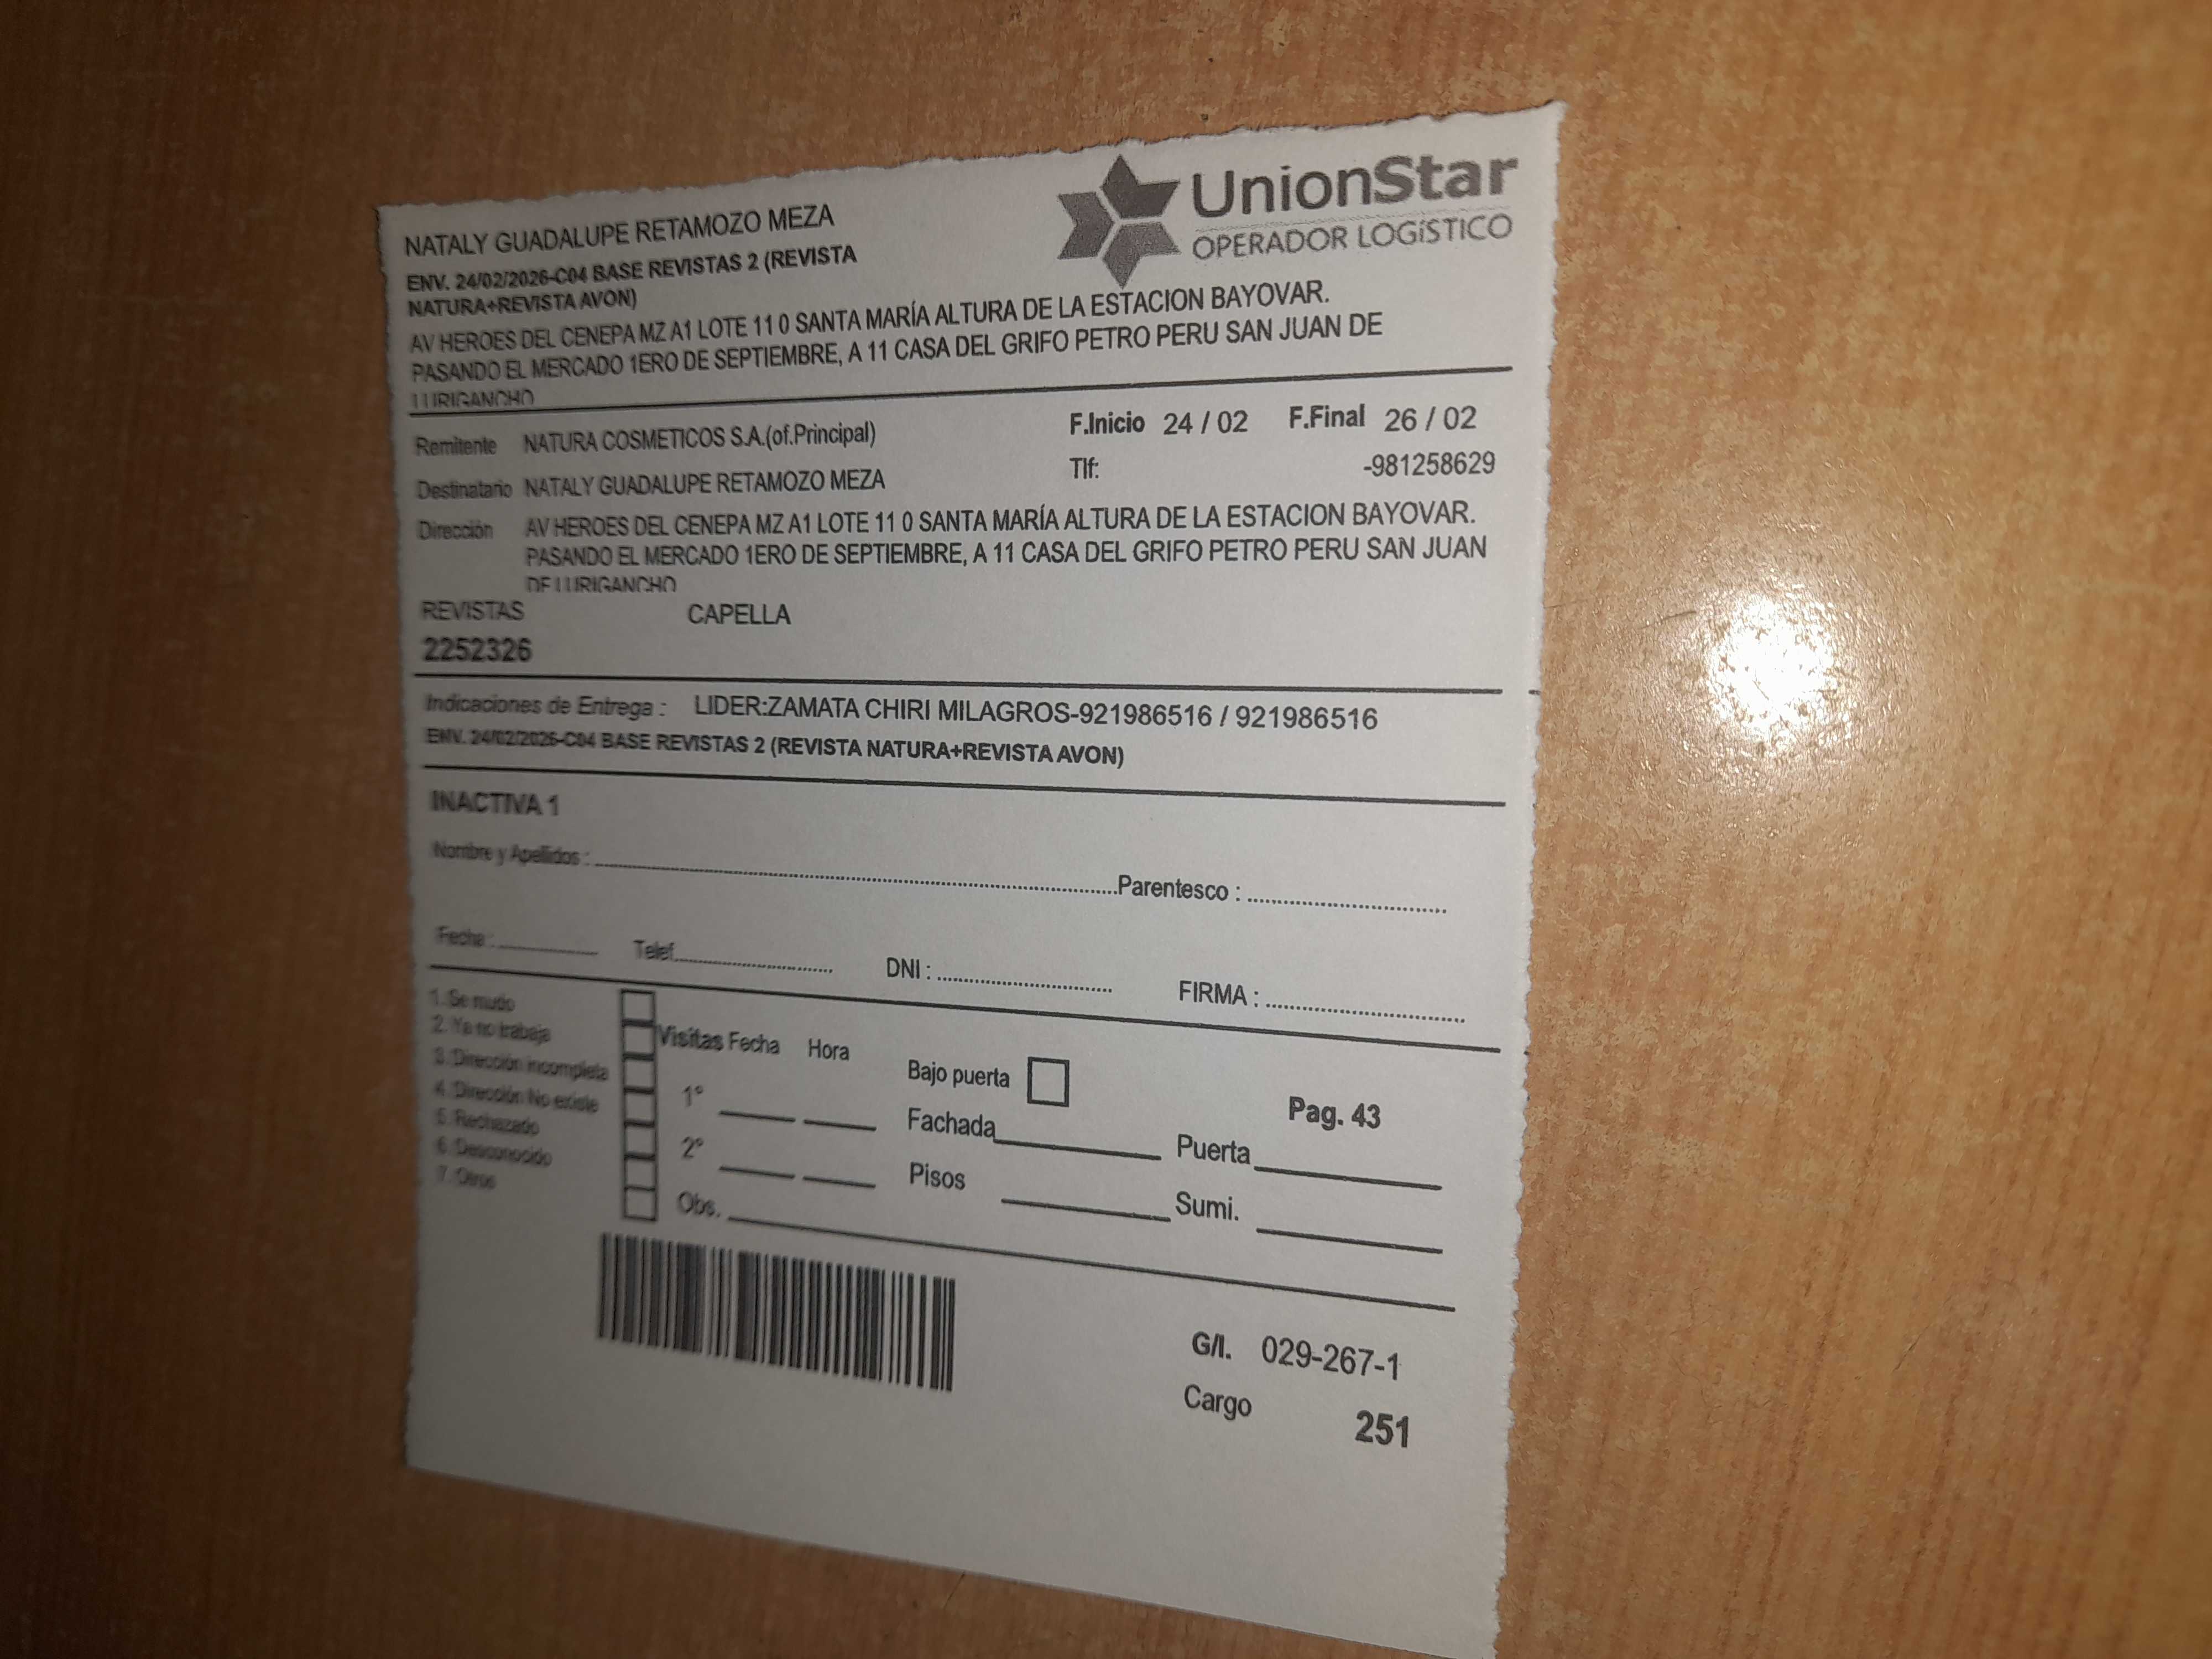 UnionStar
OPERADOR LOGíSTICO
NATALY GUADALUPE RETAMOZO MEZA
ENV. 24/02/2026-C04 BASE REVISTAS 2 (REVISTA
NATURA+REVISTA AVON)
AV HEROES DEL CENEPA MZ A1 LOTE 11 0 SANTA MARÍA ALTURA DE LA ESTACION BAYOVAR.
PASANDO EL MERCADO 1ERO DE SEPTIEMBRE, A 11 CASA DEL GRIFO PETRO PERU SAN JUAN DE
LURIGANCHO
Remitente NATURA COSMETICOS S.A.(of.Principal) F.Inicio 24 / 02 F.Final 26 / 02
Destinatario NATALY GUADALUPE RETAMOZO MEZA Tlf: -981258629
Dirección AV HEROES DEL CENEPA MZ A1 LOTE 11 0 SANTA MARÍA ALTURA DE LA ESTACION BAYOVAR.
PASANDO EL MERCADO 1ERO DE SEPTIEMBRE, A 11 CASA DEL GRIFO PETRO PERU SAN JUAN
DE LURIGANCHO
REVISTAS CAPELLA
2252326
Indicaciones de Entrega : LIDER:ZAMATA CHIRI MILAGROS-921986516 / 921986516
ENV. 24/02/2026-C04 BASE REVISTAS 2 (REVISTA NATURA+REVISTA AVON)
INACTIVA 1
Nombre y Apellidos : Parentesco :
Fecha : Telef. DNI : FIRMA :
1. Se mudo
2. Ya no trabaja
3. Dirección incompleta
4. Dirección No existe
5. Rechazado
6. Desconocido
7. Otros
Visitas Fecha Hora
1°
2°
Obs.
Bajo puerta
Fachada Puerta
Pisos Sumi.
Pag. 43
G/I. 029-267-1
Cargo 251